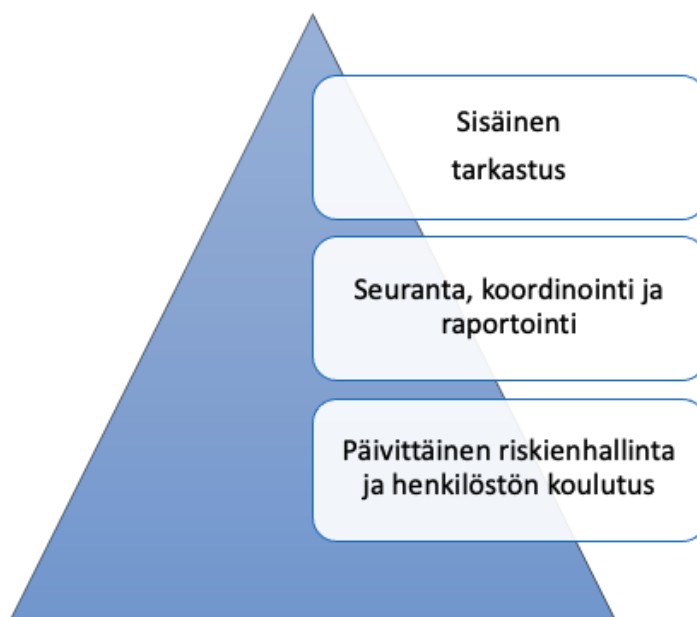 Sisäinen
tarkastus
Seuranta, koordinointi ja
raportointi
Päivittäinen riskienhallinta
ja henkilöstön koulutus